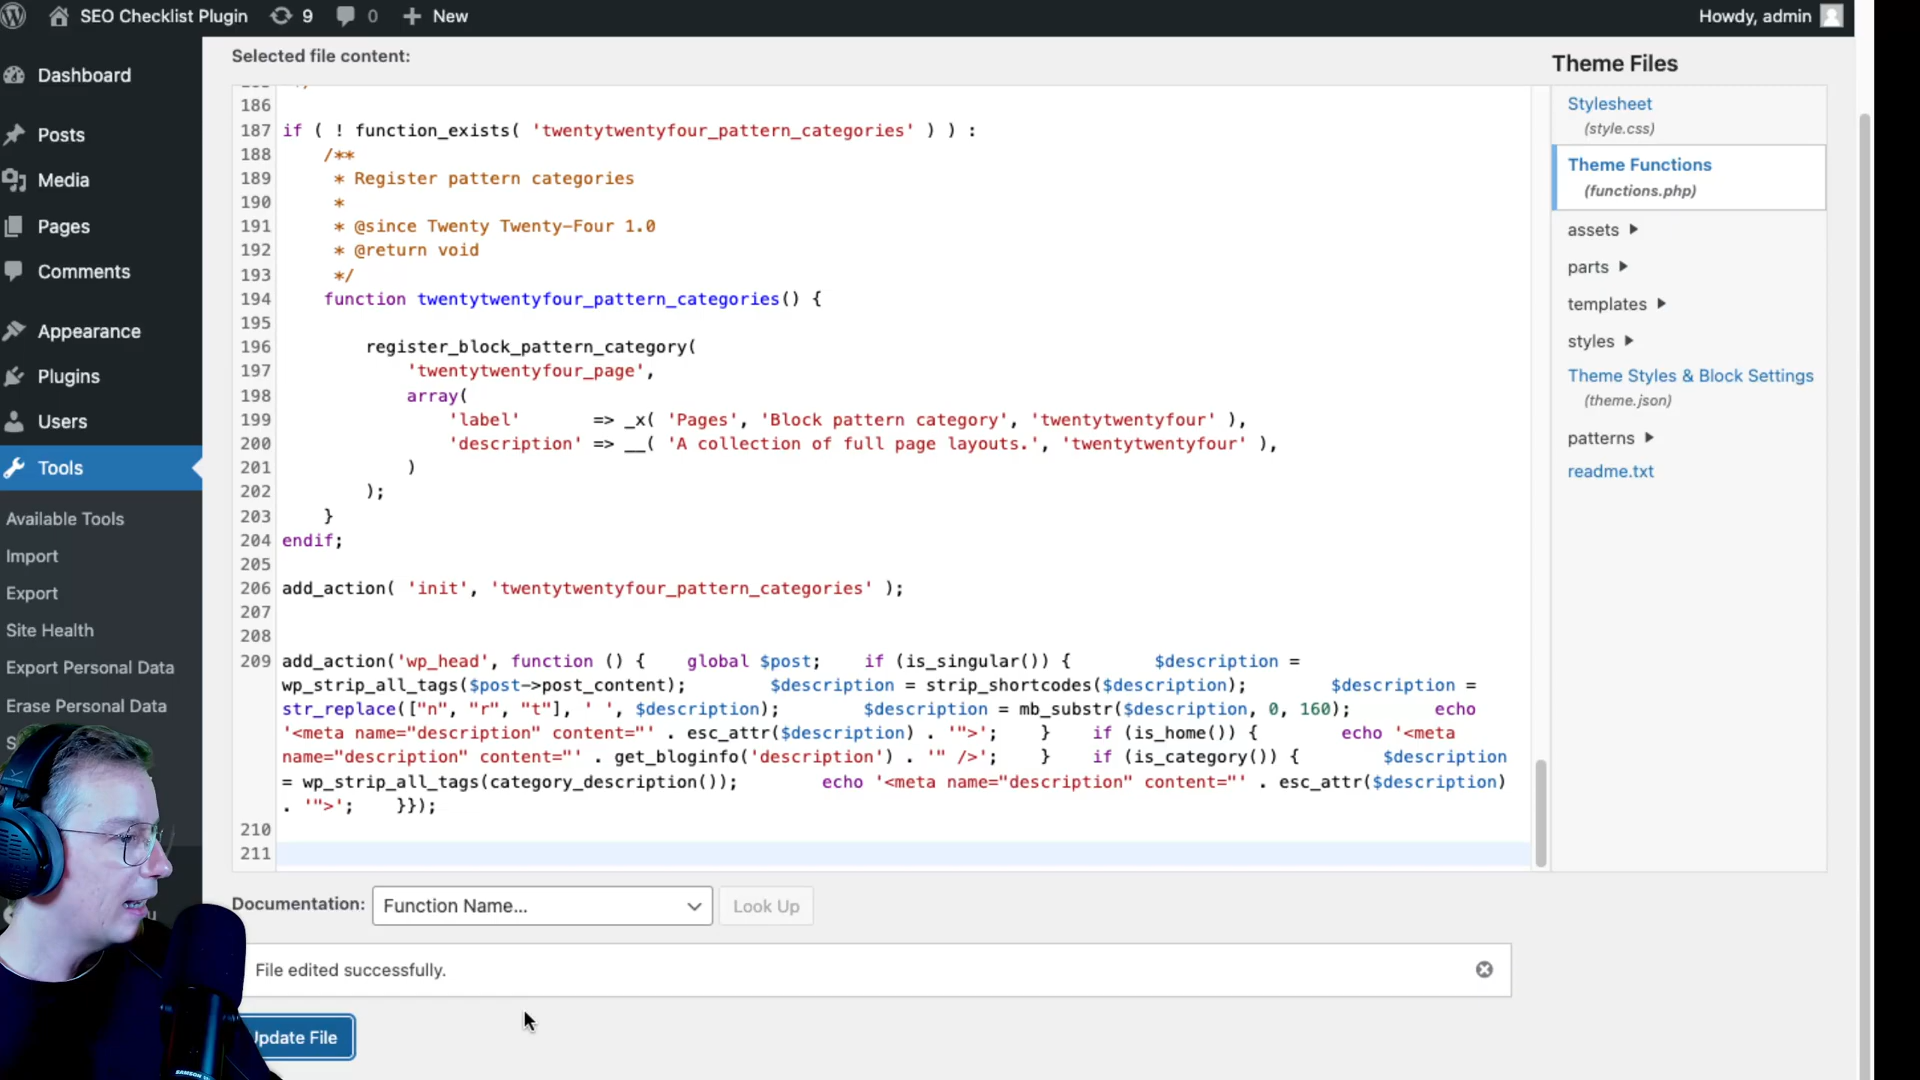 SEO Checklist Plugin 9 0 New Howdy, admin
Dashboard
Posts
Media
Pages
Comments
Appearance
Plugins
Users
Tools
Available Tools
Import
Export
Site Health
Export Personal Data
Erase Personal Data
Selected file content:
186
187 if ( ! function_exists( 'twentytwentyfour_pattern_categories' ) ) :
188 /**
189 * Register pattern categories
190 *
191 * @since Twenty Twenty-Four 1.0
192 * @return void
193 */
194 function twentytwentyfour_pattern_categories() {
195
196 register_block_pattern_category(
197 'twentytwentyfour_page',
198 array(
199 'label' => _x( 'Pages', 'Block pattern category', 'twentytwentyfour' ),
200 'description' => __( 'A collection of full page layouts.', 'twentytwentyfour' ),
201 )
202 );
203 }
204 endif;
205
206 add_action( 'init', 'twentytwentyfour_pattern_categories' );
207
208
209 add_action('wp_head', function () { global $post; if (is_singular()) { $description =
wp_strip_all_tags($post->post_content); $description = strip_shortcodes($description); $description =
str_replace(["n", "r", "t"], ' ', $description); $description = mb_substr($description, 0, 160); echo
'<meta name="description" content="' . esc_attr($description) . '">'; } if (is_home()) { echo '<meta
name="description" content="' . get_bloginfo('description') . '" />'; } if (is_category()) { $description
= wp_strip_all_tags(category_description()); echo '<meta name="description" content="' . esc_attr($description)
. '">'; }});
210
211
Documentation: Function Name... Look Up
File edited successfully.
pdate File
Theme Files
Stylesheet
(style.css)
Theme Functions
(functions.php)
assets
parts
templates
styles
Theme Styles & Block Settings
(theme.json)
patterns
readme.txt
SAMSON